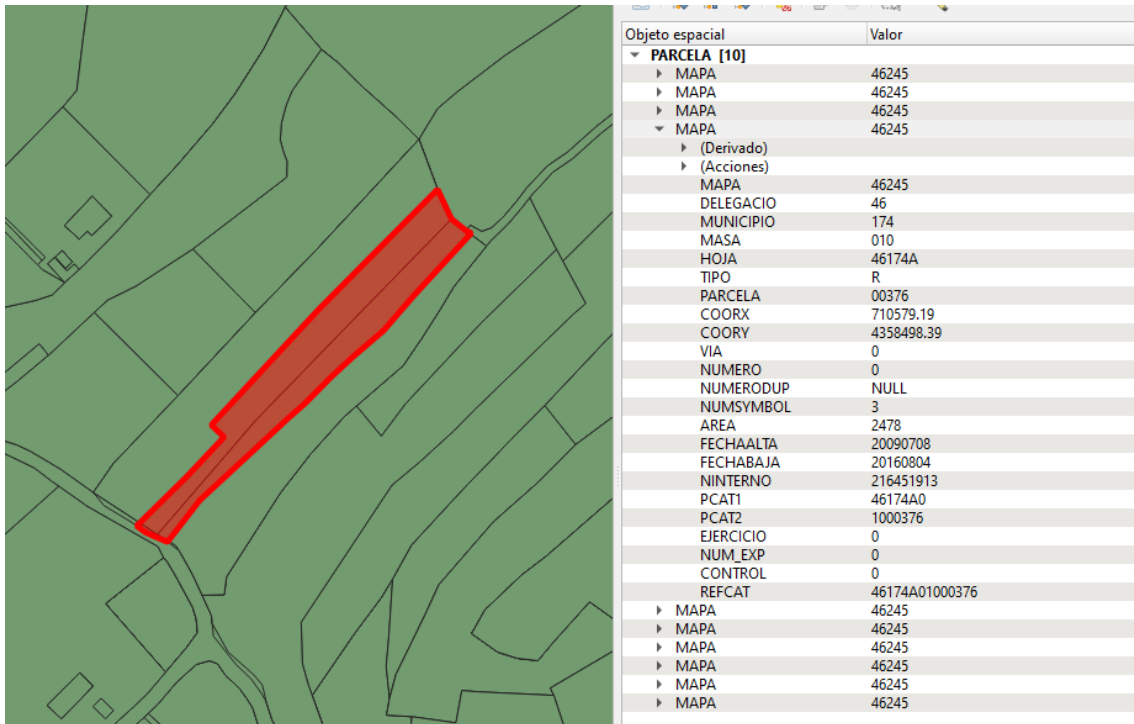 Objeto espacial Valor
PARCELA [10]
MAPA 46245
MAPA 46245
MAPA 46245
MAPA 46245
(Derivado)
(Acciones)
MAPA 46245
DELEGACIO 46
MUNICIPIO 174
MASA 010
HOJA 46174A
TIPO R
PARCELA 00376
COORX 710579.19
COORY 4358498.39
VIA 0
NUMERO 0
NUMERODUP NULL
NUMSYMBOL 3
AREA 2478
FECHAALTA 20090708
FECHABAJA 20160804
NINTERNO 216451913
PCAT1 46174A0
PCAT2 1000376
EJERCICIO 0
NUM_EXP 0
CONTROL 0
REFCAT 46174A01000376
MAPA 46245
MAPA 46245
MAPA 46245
MAPA 46245
MAPA 46245
MAPA 46245